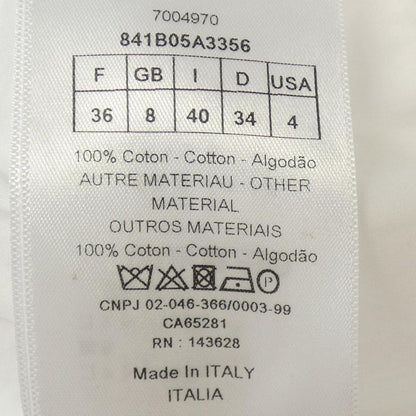 7004970
841B05A3356
F GB I D USA
36 8 40 34 4
100% Coton - Cotton - Algodão
AUTRE MATERIAU - OTHER
MATERIAL
OUTROS MATERIAIS
100% Coton - Cotton - Algodão
P
CNPJ 02-046-366/0003-99
CA65281
RN : 143628
Made In ITALY
ITALIA